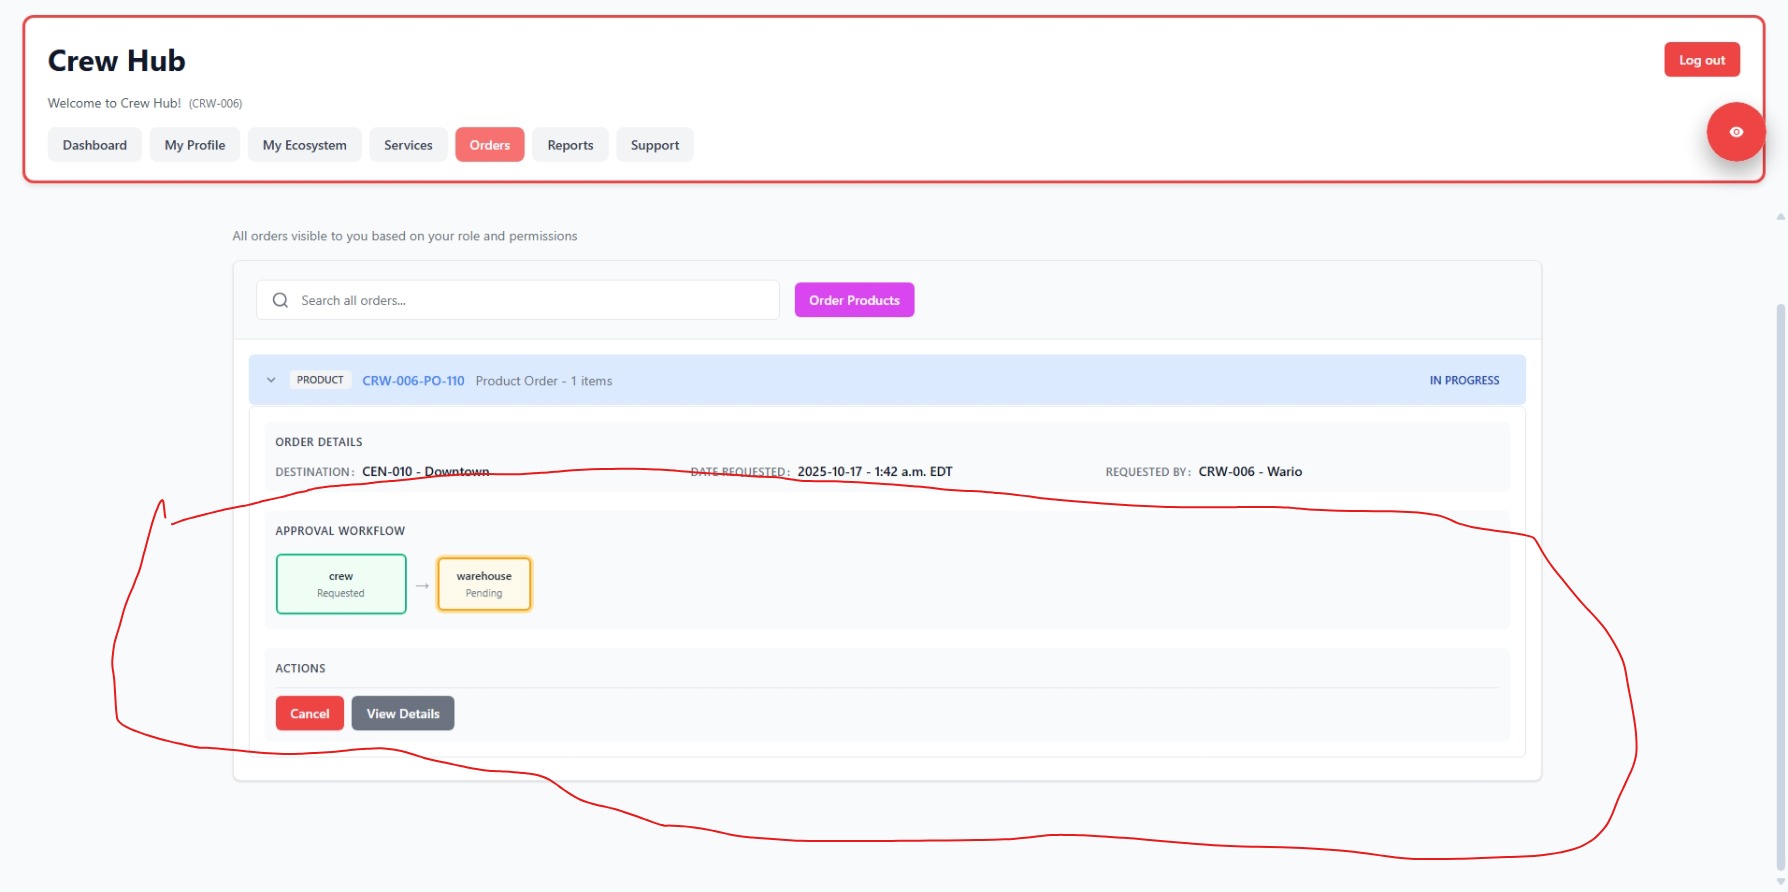 Crew Hub
Log out
Welcome to Crew Hub! (CRW-006)
Dashboard My Profile My Ecosystem Services Orders Reports Support
All orders visible to you based on your role and permissions
Search all orders... Order Products
PRODUCT CRW-006-PO-110 Product Order - 1 items IN PROGRESS
ORDER DETAILS
DESTINATION: CEN-010 - Downtown DATE REQUESTED: 2025-10-17 - 1:42 a.m. EDT REQUESTED BY: CRW-006 - Wario
APPROVAL WORKFLOW
crew → warehouse
Requested Pending
ACTIONS
Cancel View Details